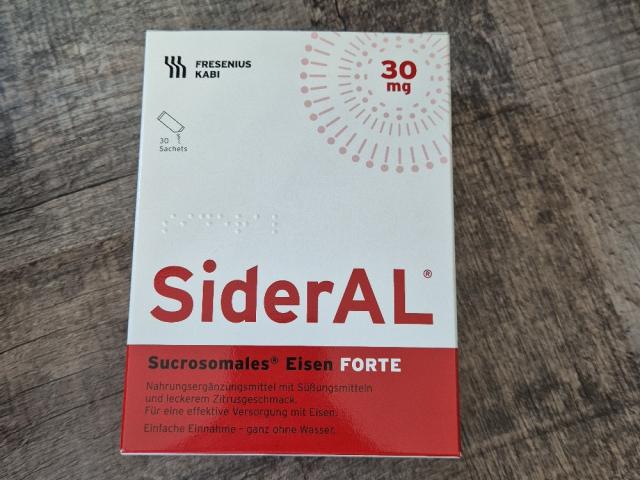 FRESENIUS
KABI
30
mg
30
Sachets
SiderAL®
Sucrosomales® Eisen FORTE
Nahrungsergänzungsmittel mit Süßungsmitteln
und leckerem Zitrusgeschmack.
Für eine effektive Versorgung mit Eisen.
Einfache Einnahme – ganz ohne Wasser.